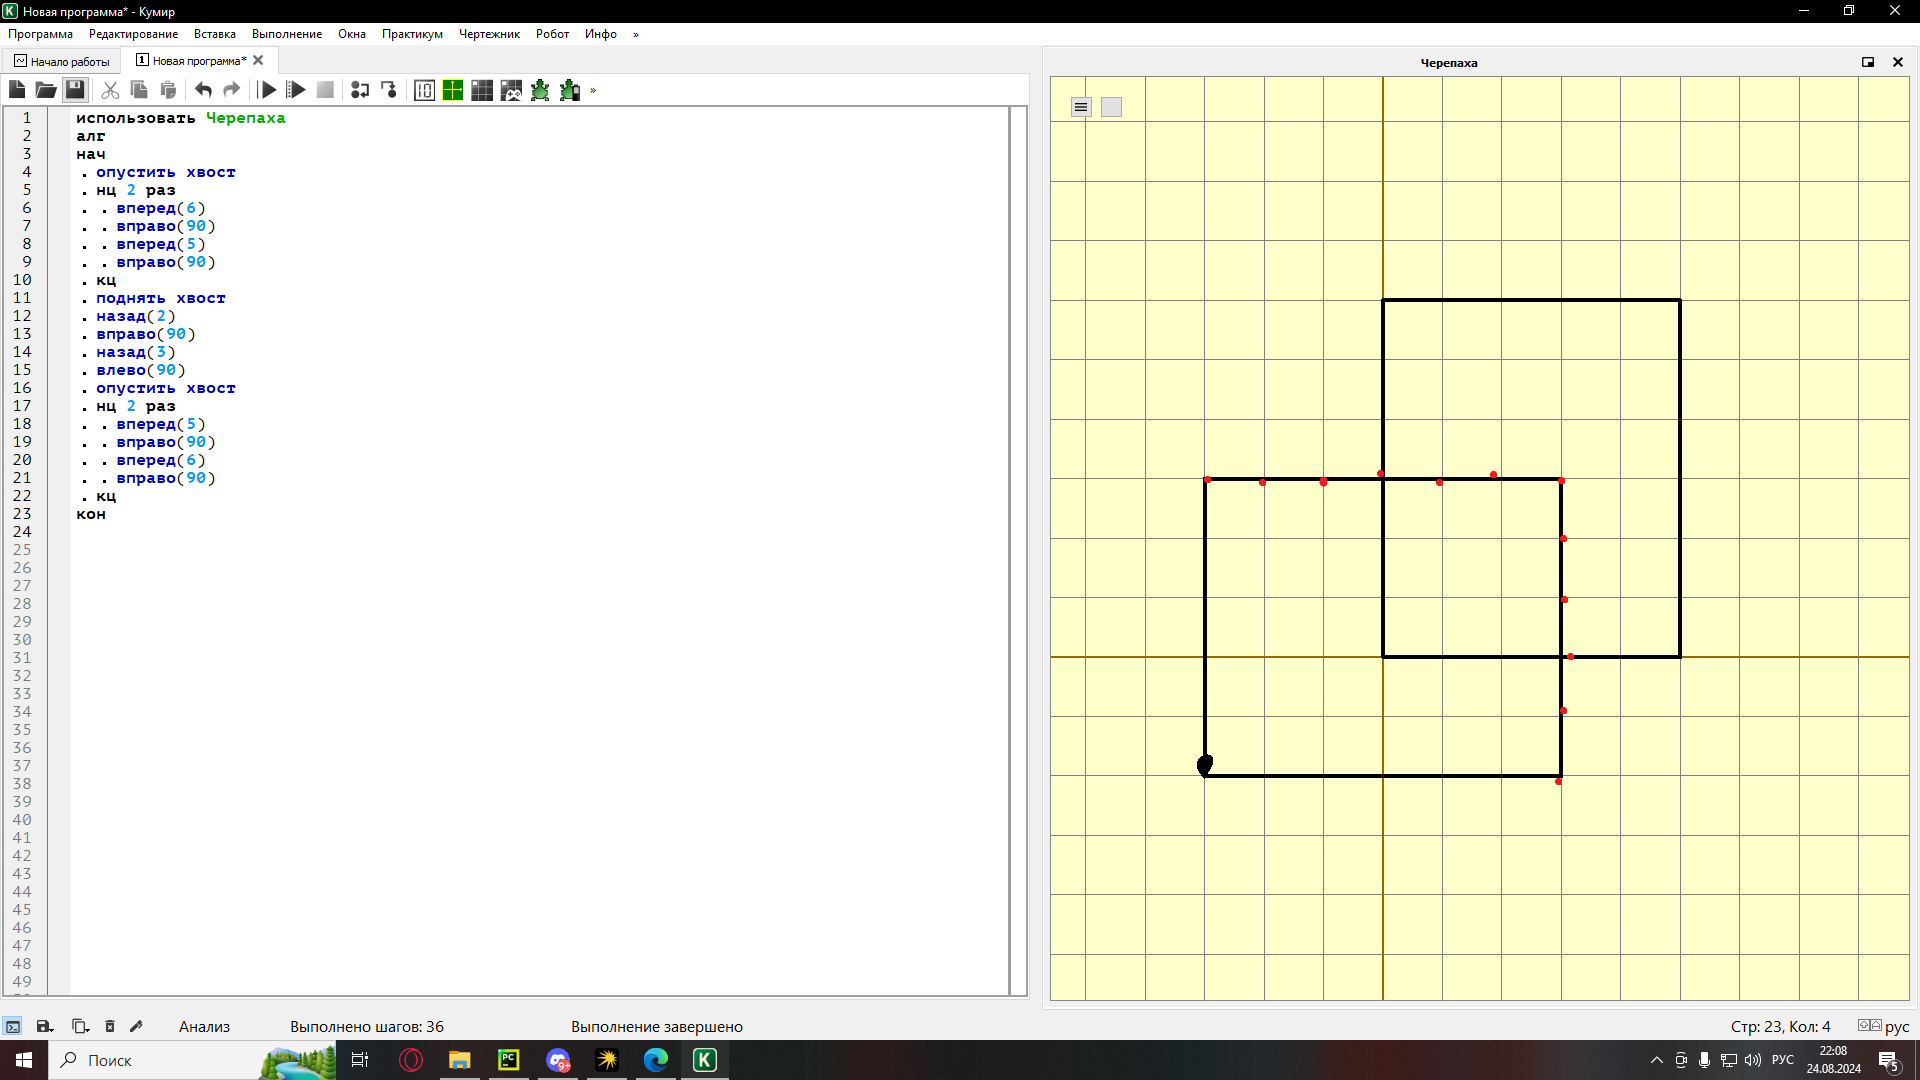 Новая программа* - Кумир
Программа Редактирование Вставка Выполнение Окна Практикум Чертежник Робот Инфо »
Начало работы 1 Новая программа*
Черепаха
1 использовать Черепаха
2 алг
3 нач
4 . опустить хвост
5 . нц 2 раз
6 . . вперед(6)
7 . . вправо(90)
8 . . вперед(5)
9 . . вправо(90)
10 . кц
11 . поднять хвост
12 . назад(2)
13 . вправо(90)
14 . назад(3)
15 . влево(90)
16 . опустить хвост
17 . нц 2 раз
18 . . вперед(5)
19 . . вправо(90)
20 . . вперед(6)
21 . . вправо(90)
22 . кц
23 кон
24
25
26
27
28
29
30
31
32
33
34
35
36
37
38
39
40
41
42
43
44
45
46
47
48
49
Анализ Выполнено шагов: 36 Выполнение завершено Стр: 23, Кол: 4 рус
Поиск
РУС
22:08
24.08.2024
5